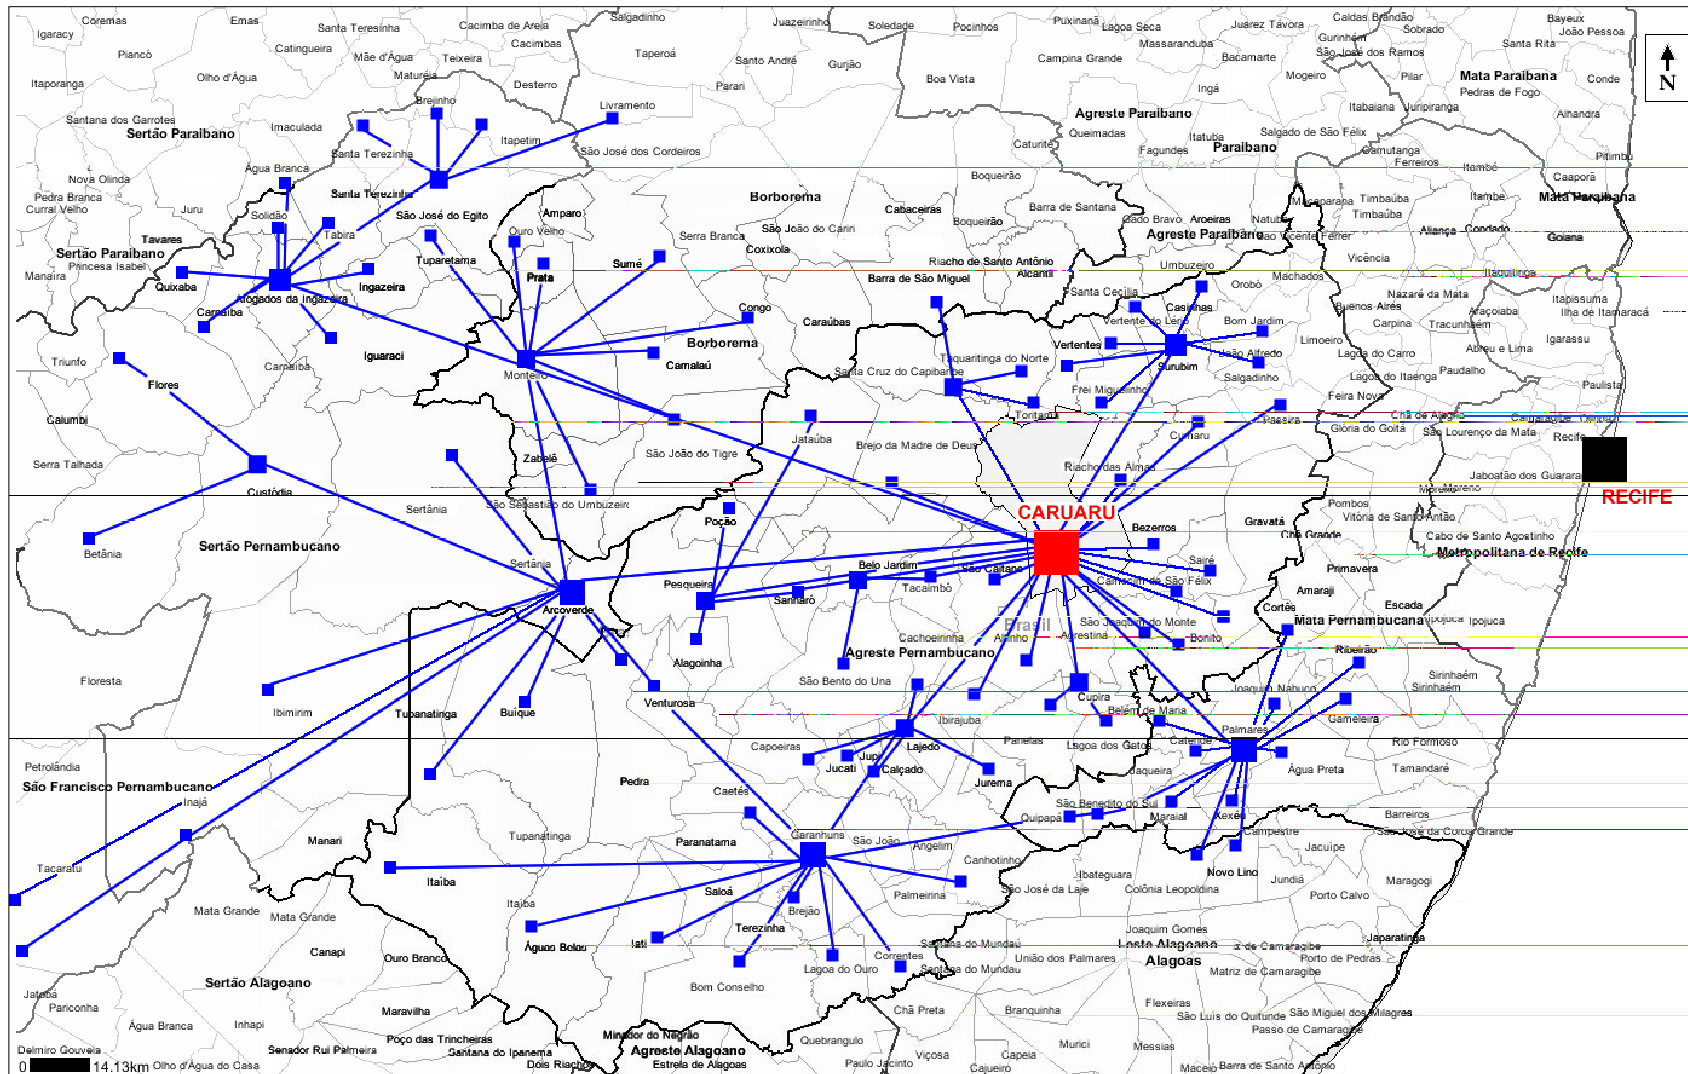 Coremas
Emas
Santa Teresinha
Cacimba de Areia
Salgadinho
Juazeirinho
Soledade
Pocinhos
Puxinanã
Lagoa Seca
Juarez Távora
Caldas Brandão
Bayeux
Igaracy
Catingueira
Cacimbas
Massaranduba
Gurinhém
Sobrado
João Pessoa
Piancó
Mãe d'Água
Teixeira
Taperoá
Santo André
Gurjão
Campina Grande
Bacamarte
São José dos Ramos
Santa Rita
Itaporanga
Olho d'Água
Maturéia
Desterro
Parari
Boa Vista
Ingá
Mogeiro
Pilar
Mata Paraibana
Conde
N
Brejinho
Livramento
Agreste Paraibano
Itabaiana
Juripiranga
Pedras de Fogo
Alhandra
Santana dos Garrotes
Sertão Paraibano
Imaculada
Itapetim
São José dos Cordeiros
Caturité
Queimadas
Fagundes
Itatuba
Paraibano
Salgado de São Félix
Camutanga
Ferreiros
Itambé
Pitimbú
Água Branca
Santa Terezinha
Boqueirão
Caaporã
Nova Olinda
Pedra Branca
Curral Velho
Juru
Santa Terezinha
Borborema
Itambé
Mata Paraibana
Solidão
São José do Egito
Amparo
Cabaceiras
Boqueirão
Barra de Santana
Gado Bravo
Aroeiras
Natuba
Macaparana
Timbaúba
Timbaúba
Tavares
Tabira
Ouro Velho
Serra Branca
São João do Cariri
Coxixola
Agreste Paraibano
São Vicente Ferrer
Aliança
Condado
Goiana
Sertão Paraibano
Princesa Isabel
Manaira
Tuparetama
Sumé
Prata
Riacho de Santo Antônio
Alcantil
Barra de São Miguel
Umbuzeiro
Vicência
Itaquitinga
Quixaba
Ingazeira
Afogados da Ingazeira
Santa Cecília
Casinhas
Orobó
Machados
Buenos Aires
Nazaré da Mata
Itapissuma
Ilha de Itamaracá
Carnaíba
Congo
Caraúbas
Vertente do Lério
Bom Jardim
Carpina
Tracunhaém
Araçoiaba
Triunfo
Iguaraci
Borborema
Vertentes
Limoeiro
Abreu e Lima
Igarassu
Carnaíba
Monteiro
Camalaú
Taquaritinga do Norte
Santa Cruz do Capibaribe
Surubim
João Alfredo
Salgadinho
Lagoa do Carro
Lagoa do Itaenga
Paudalho
Flores
Frei Miguelinho
Feira Nova
Paulista
Calumbi
Toritama
Passira
Chã de Alegria
Camaragibe
Jataúba
Brejo da Madre de Deus
Cumaru
Glória do Goitá
São Lourenço da Mata
Recife
Serra Talhada
Zabelê
São João do Tigre
Riacho das Almas
Moreno
Jaboatão dos Guararapes
Custódia
São Sebastião do Umbuzeiro
Sertânia
CARUARU
Pombos
RECIFE
Poção
Bezerros
Gravatá
Vitória de Santo Antão
Chã Grande
Cabo de Santo Agostinho
Betânia
Sertão Pernambucano
Metropolitana de Recife
Sertânia
Pesqueira
Belo Jardim
São Caitano
Sairé
Primavera
Camocim de São Félix
Tacaimbó
Sanharó
Amaraji
Arcoverde
Escada
Cortês
Brasil
São Joaquim do Monte
Mata Pernambucana
Ipojuca
Ipojuca
Cachoeirinha
Altinho
Agrestina
Bonito
Agreste Pernambucano
Alagoinha
Ribeirão
Floresta
São Bento do Una
Sirinhaém
Sirinhaém
Joaquim Nabuco
Venturosa
Cupira
Ibimirim
Tupanatinga
Buíque
Belém de Maria
Ibirajuba
Gameleira
Palmares
Panelas
Lagoa dos Gatos
Catende
Rio Formoso
Capoeiras
Lajedo
Jupi
Jucati
Calçado
Jurema
Jaqueira
Água Preta
Tamandaré
Petrolândia
São Francisco Pernambucano
Pedra
Inajá
Caetés
São Benedito do Sul
Quipapá
Maraial
Xexéu
Barreiros
Manari
Tupanatinga
Garanhuns
Campestre
São José da Coroa Grande
Paranatama
São João
Angelim
Jacuípe
Tacaratu
Canhotinho
Ibateguara
Novo Lino
Jundiá
Maragogi
Itaíba
Saloá
Palmeirina
São José da Laje
Colônia Leopoldina
Porto Calvo
Itaíba
Brejão
Mata Grande
Mata Grande
Terezinha
Joaquim Gomes
Japaratinga
Canapi
Ouro Branco
Águas Belas
Iati
Correntes
Lagoa do Ouro
Santana do Mundaú
Santana do Mundaú
União dos Palmares
Leste Alagoano
Alagoas
Porto de Pedras
Matriz de Camaragibe
Sertão Alagoano
Bom Conselho
Jatobá
Pariconha
Maravilha
Chã Preta
Branquinha
Flexeiras
São Luís do Quitunde
São Miguel dos Milagres
Passo de Camaragibe
Água Branca
Inhapi
Poço das Trincheiras
Minador do Negrão
Quebrangulo
Delmiro Gouveia
Senador Rui Palmeira
Santana do Ipanema
Agreste Alagoano
Viçosa
Capela
Murici
Messias
0 14.13km
Olho d'Água do Casa
Dois Riachos
Estrela de Alagoas
Paulo Jacinto
Cajueiro
Maceió
Barra de Santo Antônio